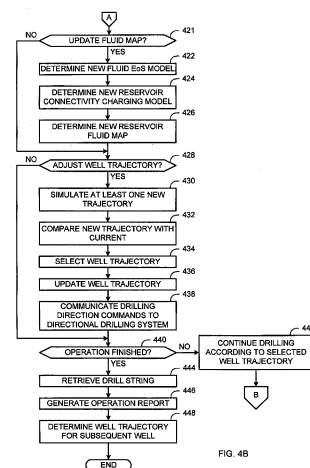 A
421
NO
UPDATE FLUID MAP?
YES
422
DETERMINE NEW FLUID EoS MODEL
424
DETERMINE NEW RESERVOIR
CONNECTIVITY CHARGING MODEL
426
DETERMINE NEW RESERVOIR
FLUID MAP
428
NO
ADJUST WELL TRAJECTORY?
YES
430
SIMULATE AT LEAST ONE NEW
TRAJECTORY
432
COMPARE NEW TRAJECTORY WITH
CURRENT
434
SELECT WELL TRAJECTORY
436
UPDATE WELL TRAJECTORY
438
COMMUNICATE DRILLING
DIRECTION COMMANDS TO
DIRECTIONAL DRILLING SYSTEM
440
OPERATION FINISHED?
NO
YES
CONTINUE DRILLING
ACCORDING TO SELECTED
WELL TRAJECTORY
B
444
RETRIEVE DRILL STRING
446
GENERATE OPERATION REPORT
448
DETERMINE WELL TRAJECTORY
FOR SUBSEQUENT WELL
END
FIG. 4B